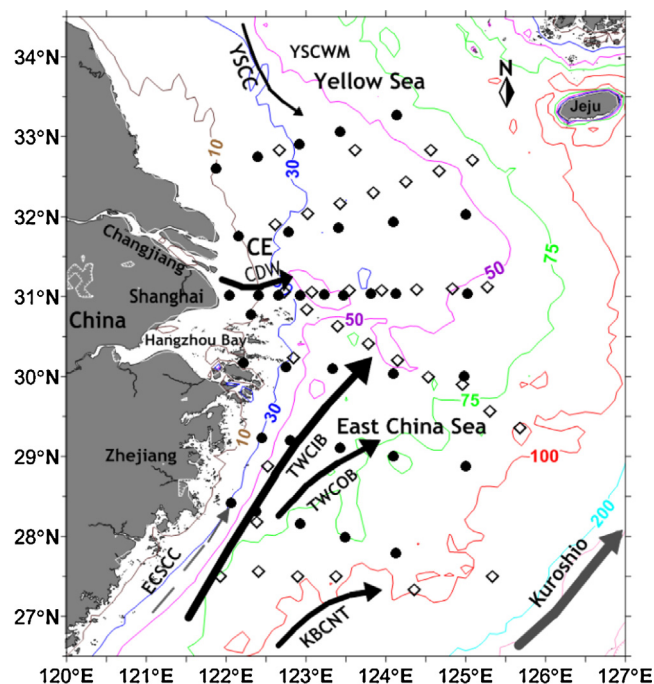 34°N
33°N
32°N
31°N
30°N
29°N
28°N
27°N
120°E
121°E
122°E
123°E
124°E
125°E
126°E
127°E
YSCC
YSCWM
Yellow Sea
N
Jeju
10
30
Changjiang
CE
CDW
50
75
Shanghai
30
China
50
Hangzhou Bay
75
30
10
East China Sea
TWCIB
TWCOB
100
Zhejiang
200
ECSCC
Kuroshio
KBCNT